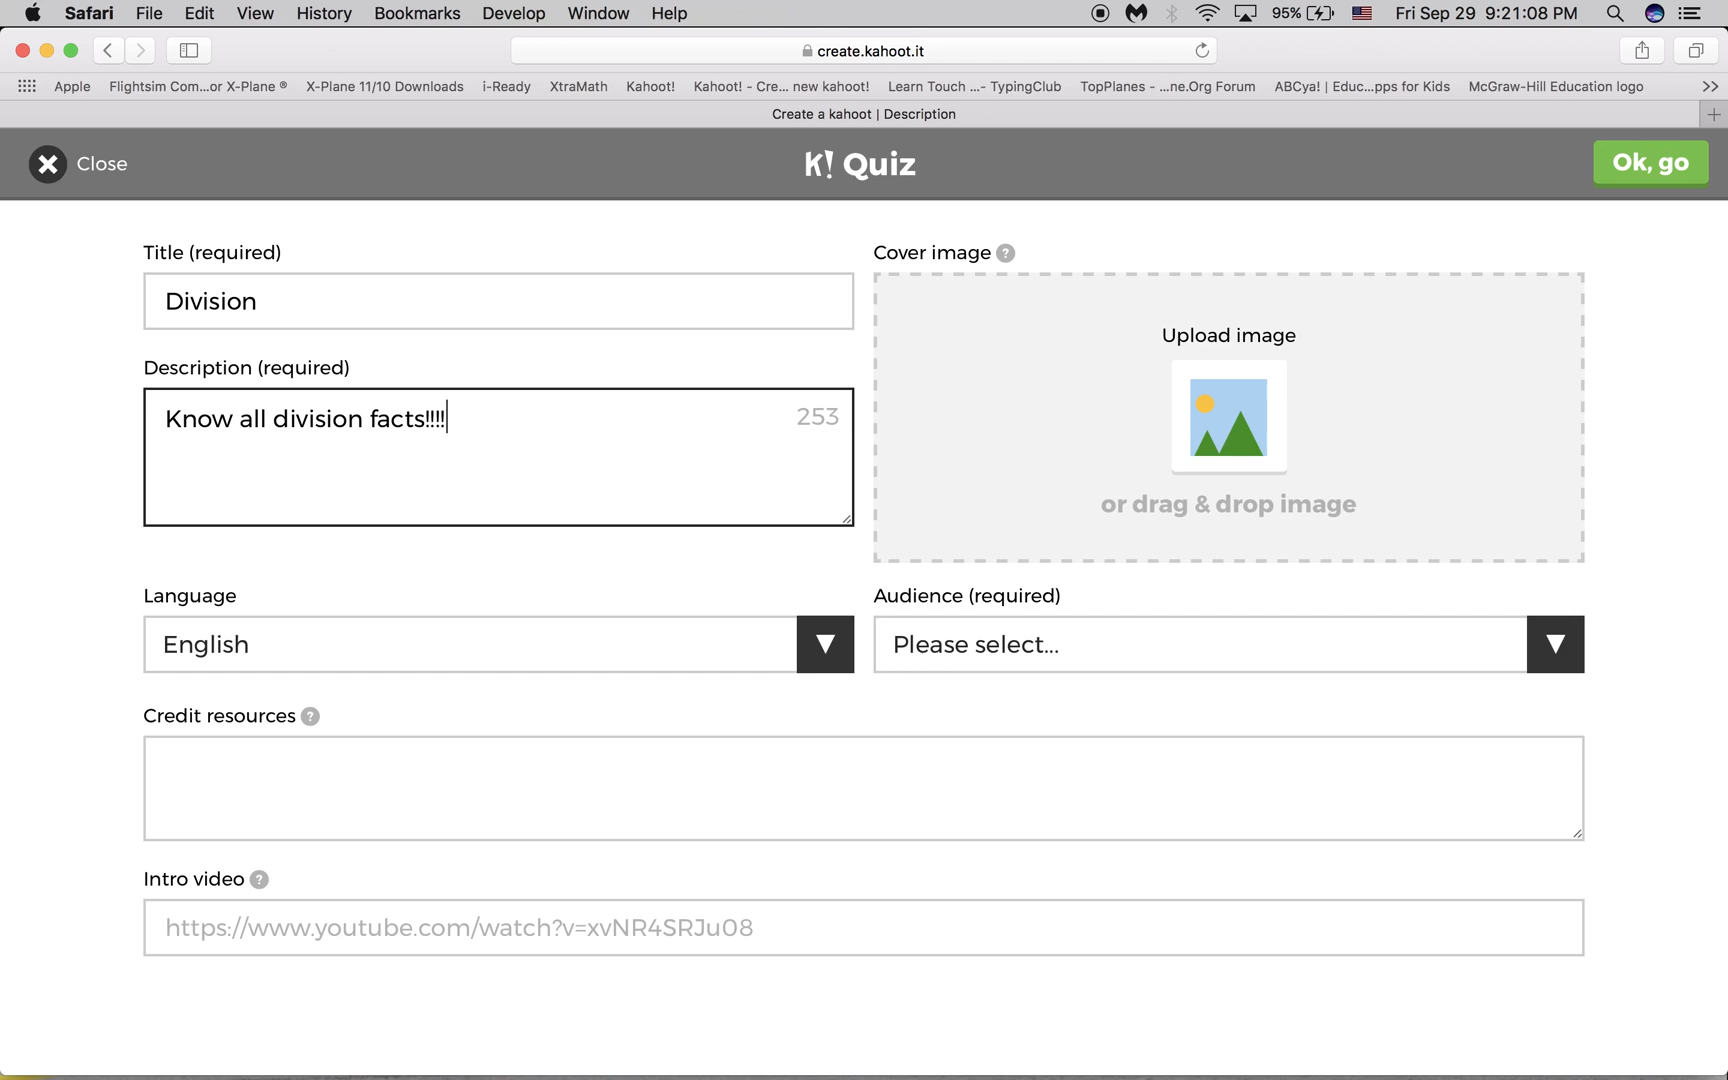 Safari File Edit View History Bookmarks Develop Window Help 95% Fri Sep 29 9:21:08 PM
create.kahoot.it
Apple Flightsim Com...or X-Plane ® X-Plane 11/10 Downloads i-Ready XtraMath Kahoot! Kahoot! - Cre... new kahoot! Learn Touch ...- TypingClub TopPlanes - ...ne.Org Forum ABCya! | Educ...pps for Kids McGraw-Hill Education logo >>
Create a kahoot | Description
Close K! Quiz Ok, go
Title (required) Cover image ?
Division
Upload image
Description (required)
Know all division facts!!!! 253
or drag & drop image
Language Audience (required)
English Please select...
Credit resources ?
Intro video ?
https://www.youtube.com/watch?v=xvNR4SRJu08